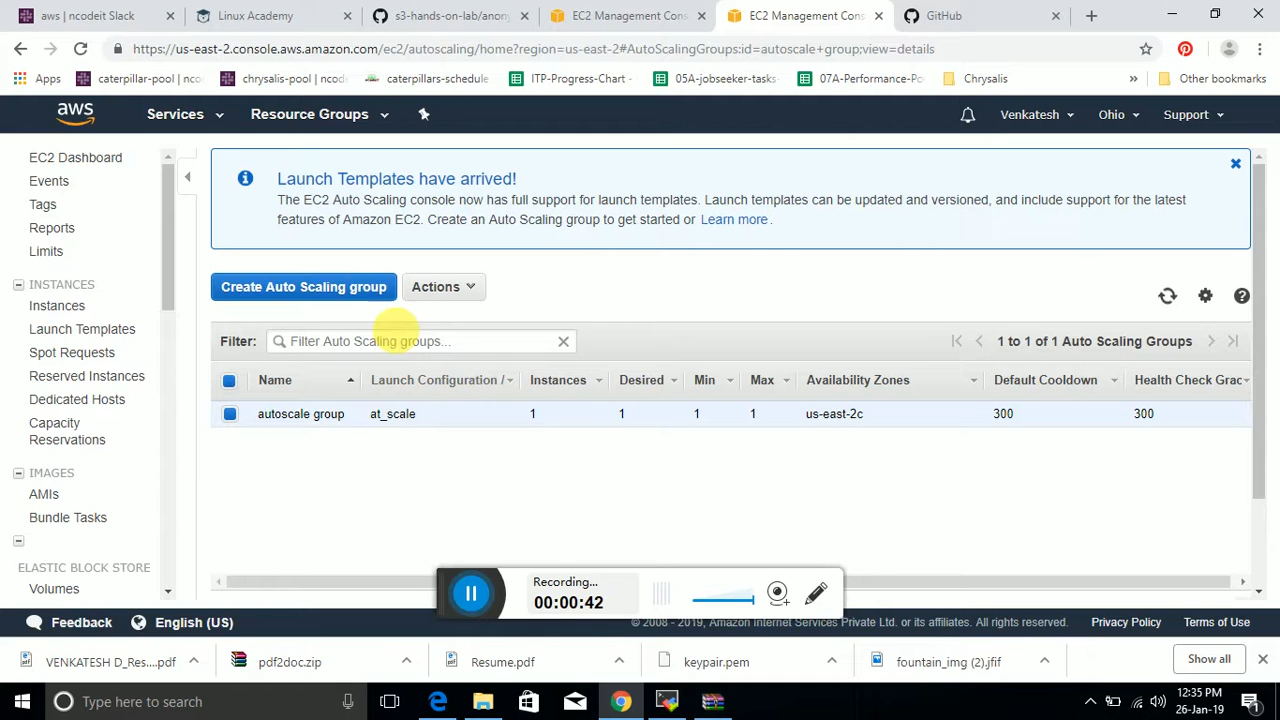 aws | ncodeit Slack
Linux Academy
s3-hands-on-lab/anony
EC2 Management Cons
EC2 Management Cons
GitHub
https://us-east-2.console.aws.amazon.com/ec2/autoscaling/home?region=us-east-2#AutoScalingGroups:id=autoscale+group;view=details
Apps
caterpillar-pool | nco
chrysalis-pool | ncode
caterpillars-schedule
ITP-Progress-Chart -
05A-jobseeker-tasks
07A-Performance-Po
Chrysalis
»
Other bookmarks
aws
Services
Resource Groups
Venkatesh
Ohio
Support
EC2 Dashboard
Events
Tags
Reports
Limits
INSTANCES
Instances
Launch Templates
Spot Requests
Reserved Instances
Dedicated Hosts
Capacity
Reservations
IMAGES
AMIs
Bundle Tasks
ELASTIC BLOCK STORE
Volumes
Launch Templates have arrived!
The EC2 Auto Scaling console now has full support for launch templates. Launch templates can be updated and versioned, and include support for the latest
features of Amazon EC2. Create an Auto Scaling group to get started or Learn more.
Create Auto Scaling group
Actions
Filter:
Filter Auto Scaling groups...
1 to 1 of 1 Auto Scaling Groups
Name
Launch Configuration /
Instances
Desired
Min
Max
Availability Zones
Default Cooldown
Health Check Grac
autoscale group
at_scale
1
1
1
1
us-east-2c
300
300
Recording...
00:00:42
Feedback
English (US)
© 2008 - 2019, Amazon Internet Services Private Ltd. or its affiliates. All rights reserved.
Privacy Policy
Terms of Use
VENKATESH D_Res....pdf
pdf2doc.zip
Resume.pdf
keypair.pem
fountain_img (2).jfif
Show all
Type here to search
12:35 PM
26-Jan-19
1